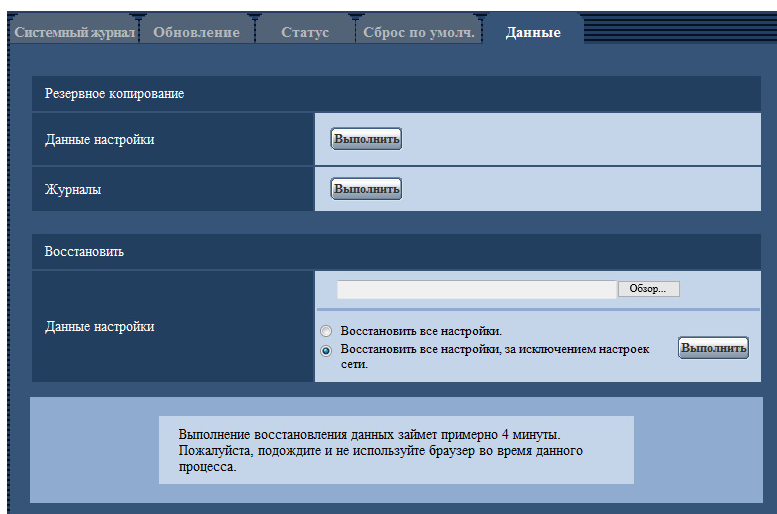 Системный журнал Обновление Статус Сброс по умолч. Данные
Резервное копирование
Данные настройки Выполнить
Журналы Выполнить
Восстановить
Обзор...
Данные настройки
Восстановить все настройки.
Восстановить все настройки, за исключением настроек
сети.
Выполнить
Выполнение восстановления данных займет примерно 4 минуты.
Пожалуйста, подождите и не используйте браузер во время данного
процесса.